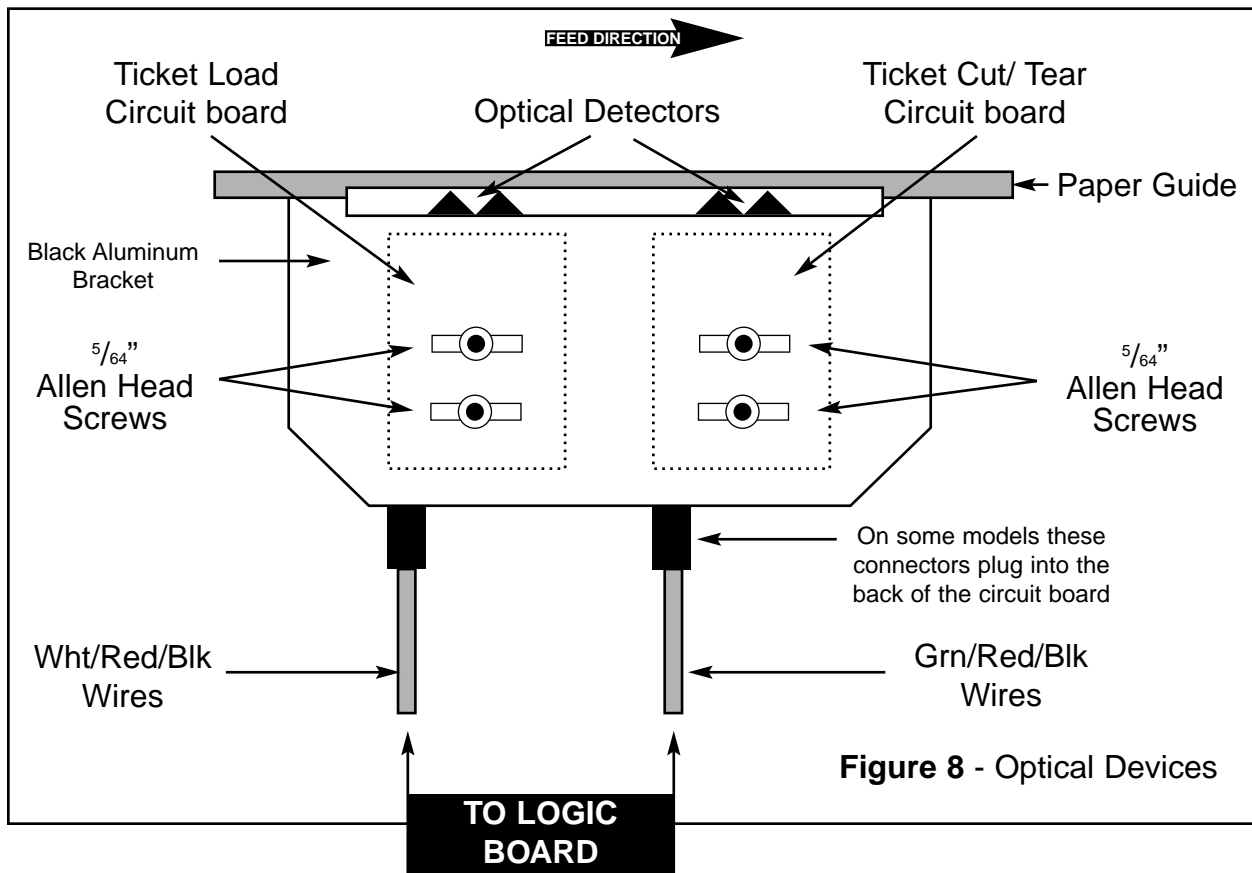 FEED DIRECTION
Ticket Load
Circuit board
Optical Detectors
Ticket Cut/ Tear
Circuit board
Paper Guide
Black Aluminum
Bracket
5/64”
Allen Head
Screws
5/64”
Allen Head
Screws
On some models these
connectors plug into the
back of the circuit board
Wht/Red/Blk
Wires
Grn/Red/Blk
Wires
Figure 8 - Optical Devices
TO LOGIC
BOARD